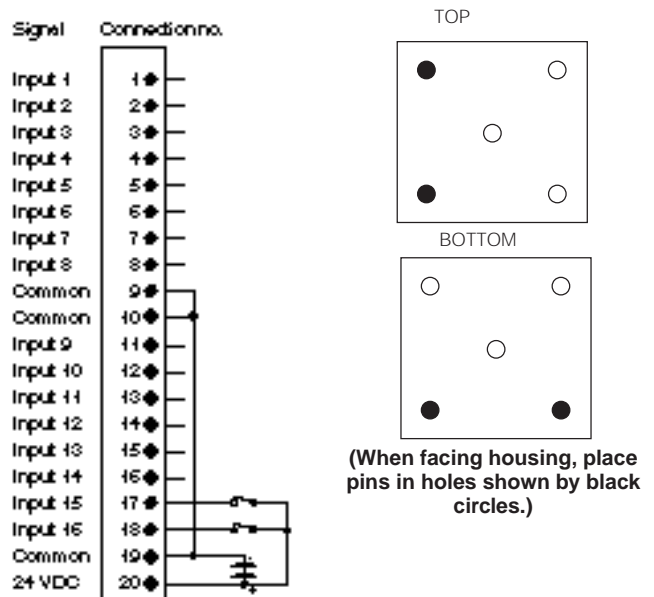 Signal Connection no.
Input 1 1
Input 2 2
Input 3 3
Input 4 4
Input 5 5
Input 6 6
Input 7 7
Input 8 8
Common 9
Common 10
Input 9 11
Input 10 12
Input 11 13
Input 12 14
Input 13 15
Input 14 16
Input 15 17
Input 16 18
Common 19
24 VDC 20
- +
TOP
BOTTOM
(When facing housing, place
pins in holes shown by black
circles.)